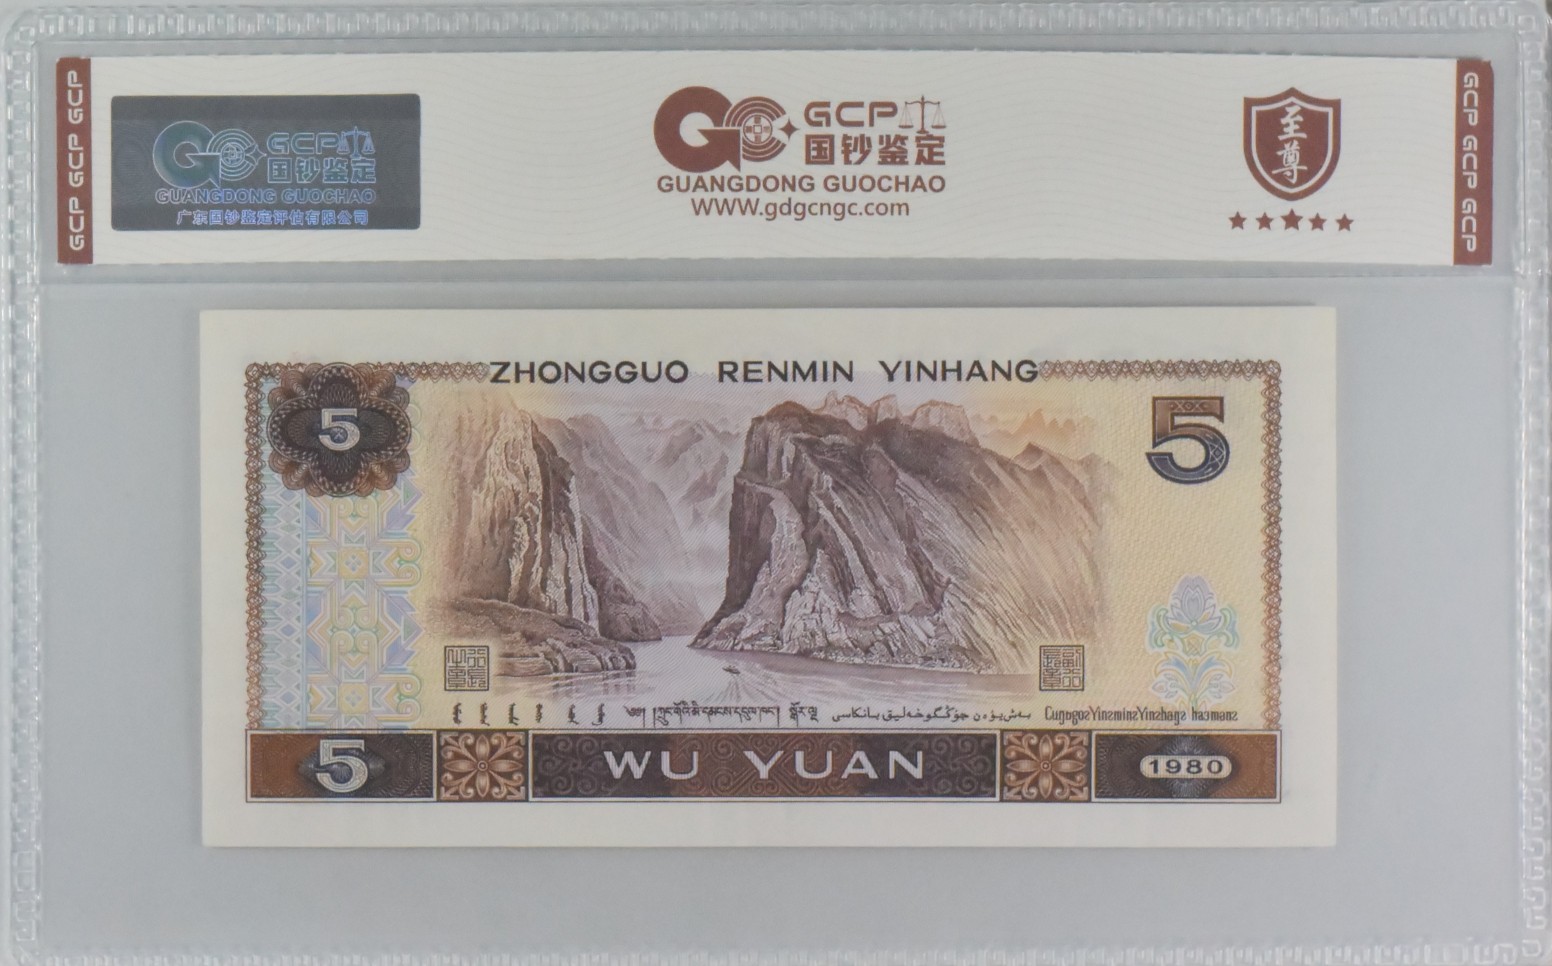 GCP GCP GCP
GCP
国钞鉴定
GUANGDONG GUOCHAO
广东国钞鉴定评估有限公司
GCP
国钞鉴定
GUANGDONG GUOCHAO
WWW.gdgcngc.com
至尊
GCP GCP GCP
ZHONGGUO RENMIN YINHANG
5
5
5
WU YUAN
1980